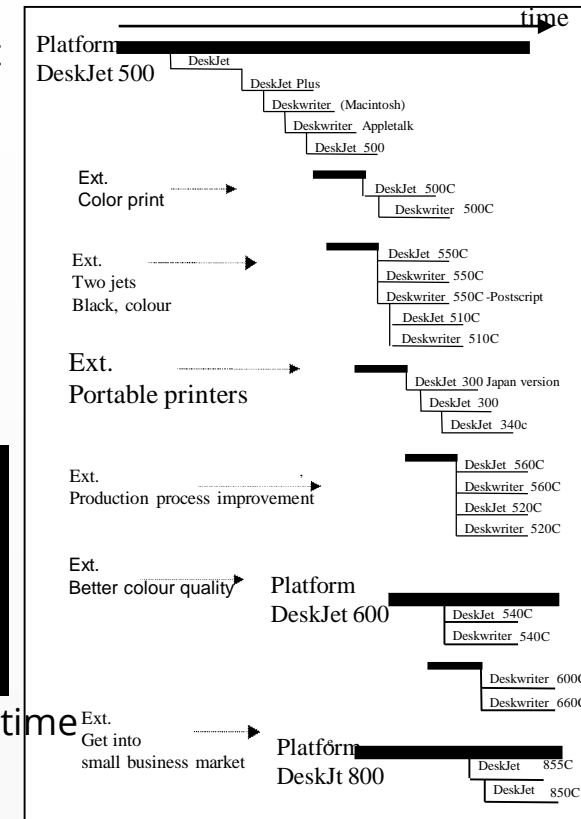 time
Platform
DeskJet 500
DeskJet
DeskJet Plus
Deskwriter (Macintosh)
Deskwriter Appletalk
DeskJet 500
Ext.
Color print
DeskJet 500C
Deskwriter 500C
Ext.
Two jets
Black, colour
DeskJet 550C
Deskwriter 550C
Deskwriter 550C -Postscript
DeskJet 510C
Deskwriter 510C
Ext.
Portable printers
DeskJet 300 Japan version
DeskJet 300
DeskJet 340c
Ext.
Production process improvement
DeskJet 560C
Deskwriter 560C
DeskJet 520C
Deskwriter 520C
Ext.
Better colour quality
Platform
DeskJet 600
DeskJet 540C
Deskwriter 540C
Deskwriter 600C
Deskwriter 660C
time
Ext.
Get into
small business market
Platform
DeskJt 800
DeskJet 855C
DeskJet 850C